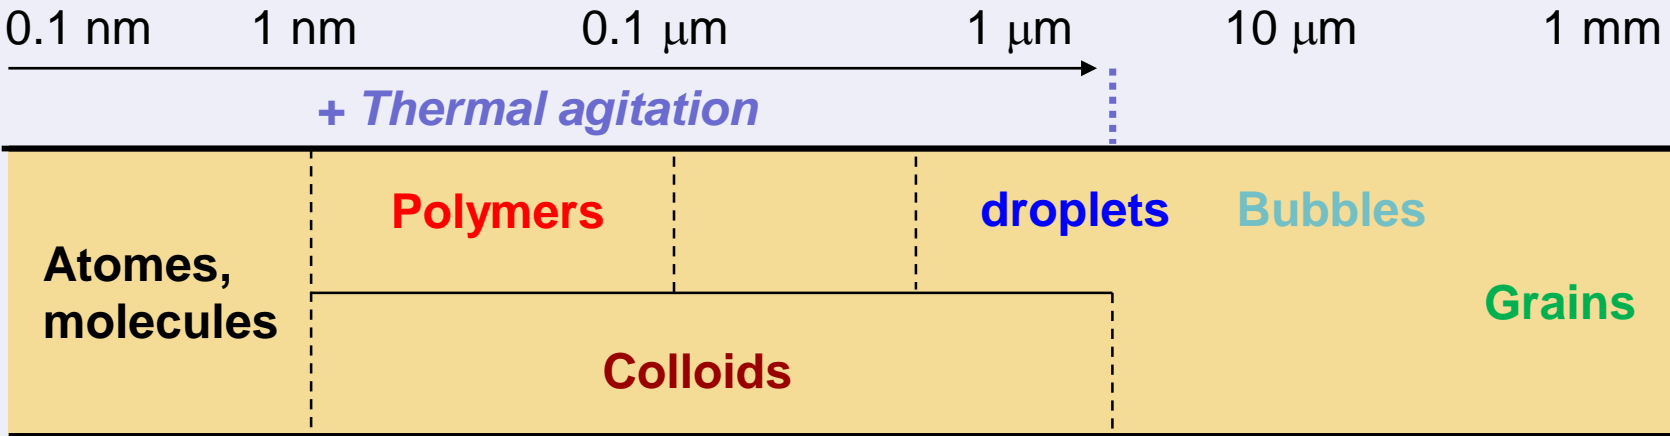 0.1 nm 1 nm 0.1 μm 1 μm 10 μm 1 mm
+ Thermal agitation
Polymers droplets Bubbles
Atomes,
molecules
Grains
Colloids